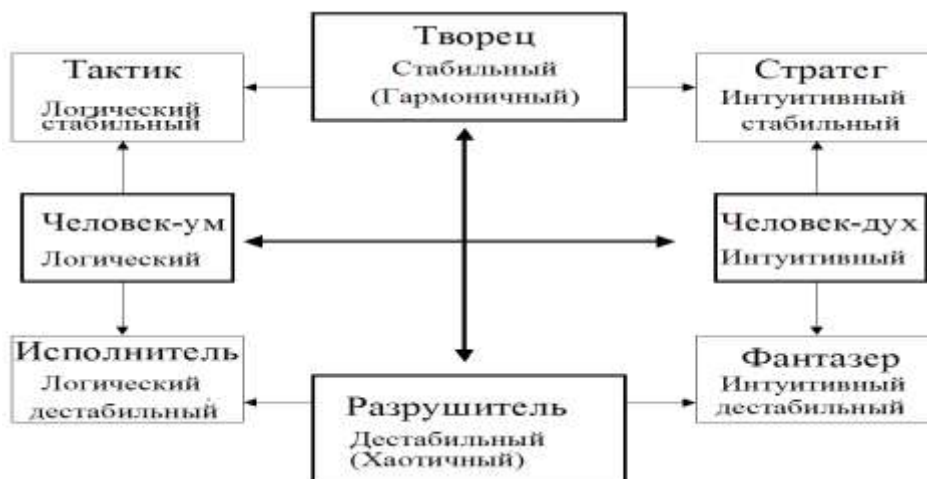 Творец
Стабильный
(Гармоничный)
Тактик
Логический
стабильный
Стратег
Интуитивный
стабильный
Человек-ум
Логический
Человек-дух
Интуитивный
Исполнитель
Логический
дестабильный
Разрушитель
Дестабильный
(Хаотичный)
Фантазер
Интуитивный
дестабильный